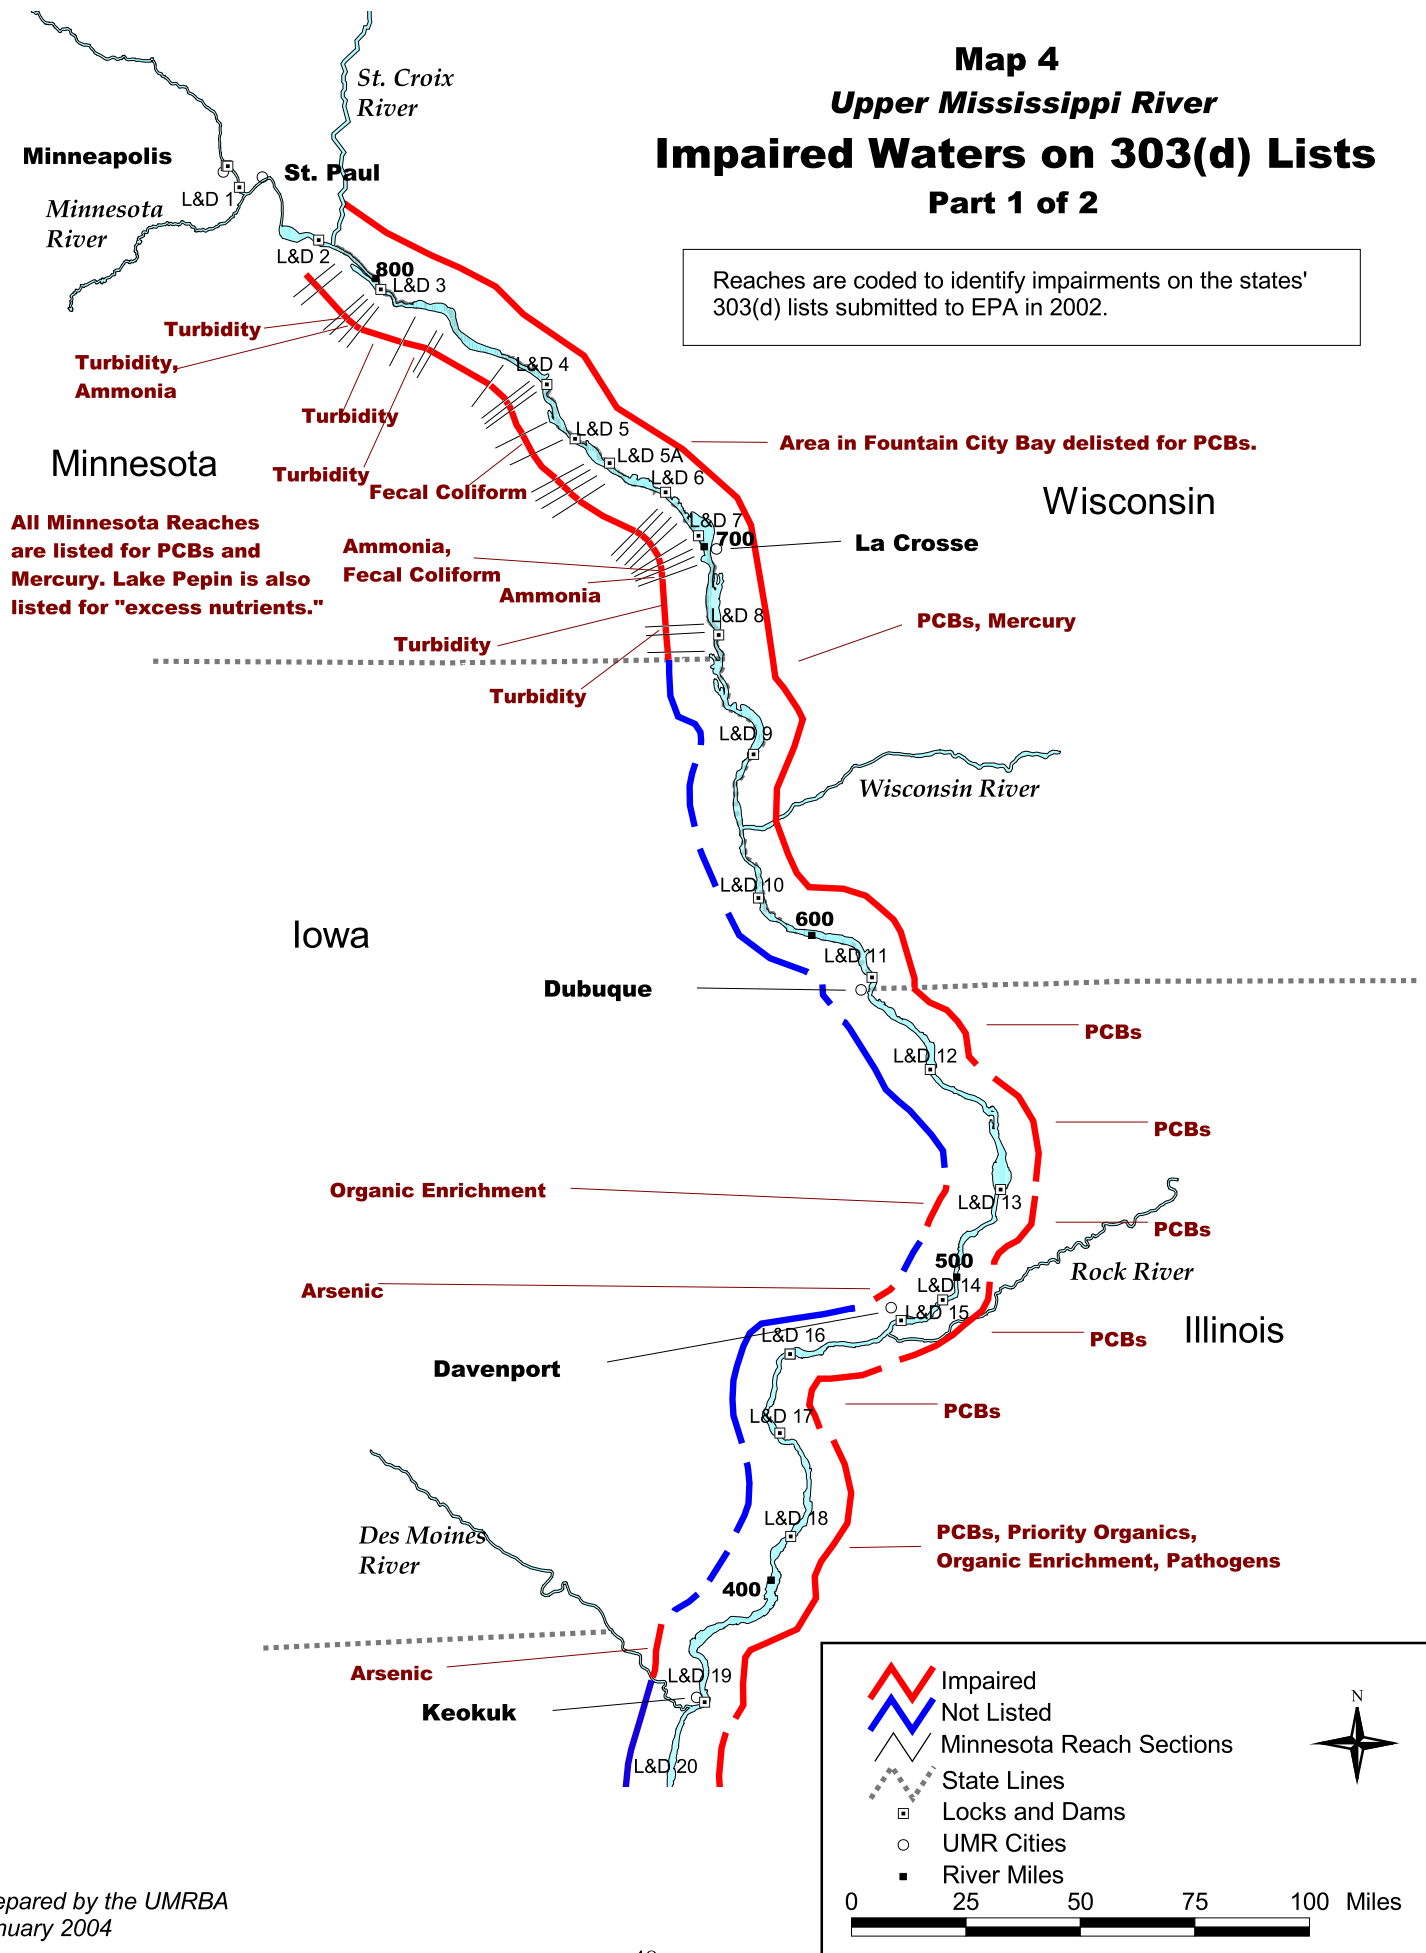 Map 4
Upper Mississippi River
Impaired Waters on 303(d) Lists
Part 1 of 2
Reaches are coded to identify impairments on the states'
303(d) lists submitted to EPA in 2002.
St. Croix
River
Minneapolis
St. Paul
L&D 1
Minnesota
River
L&D 2
800
L&D 3
Turbidity
Turbidity,
Ammonia
L&D 4
Turbidity
L&D 5
Area in Fountain City Bay delisted for PCBs.
L&D 5A
Minnesota
Turbidity
L&D 6
Fecal Coliform
Wisconsin
All Minnesota Reaches
are listed for PCBs and
Mercury. Lake Pepin is also
listed for "excess nutrients."
L&D 7
700
La Crosse
Ammonia,
Fecal Coliform
Ammonia
L&D 8
PCBs, Mercury
Turbidity
Turbidity
L&D 9
Wisconsin River
L&D 10
600
Iowa
L&D 11
Dubuque
PCBs
L&D 12
PCBs
Organic Enrichment
L&D 13
PCBs
500
Rock River
L&D 14
Arsenic
L&D 15
Illinois
L&D 16
PCBs
Davenport
PCBs
L&D 17
L&D 18
Des Moines
River
PCBs, Priority Organics,
Organic Enrichment, Pathogens
400
Arsenic
L&D 19
Keokuk
L&D 20
Impaired
Not Listed
Minnesota Reach Sections
State Lines
Locks and Dams
UMR Cities
River Miles
N
0 25 50 75 100 Miles
epared by the UMRBA
nuary 2004